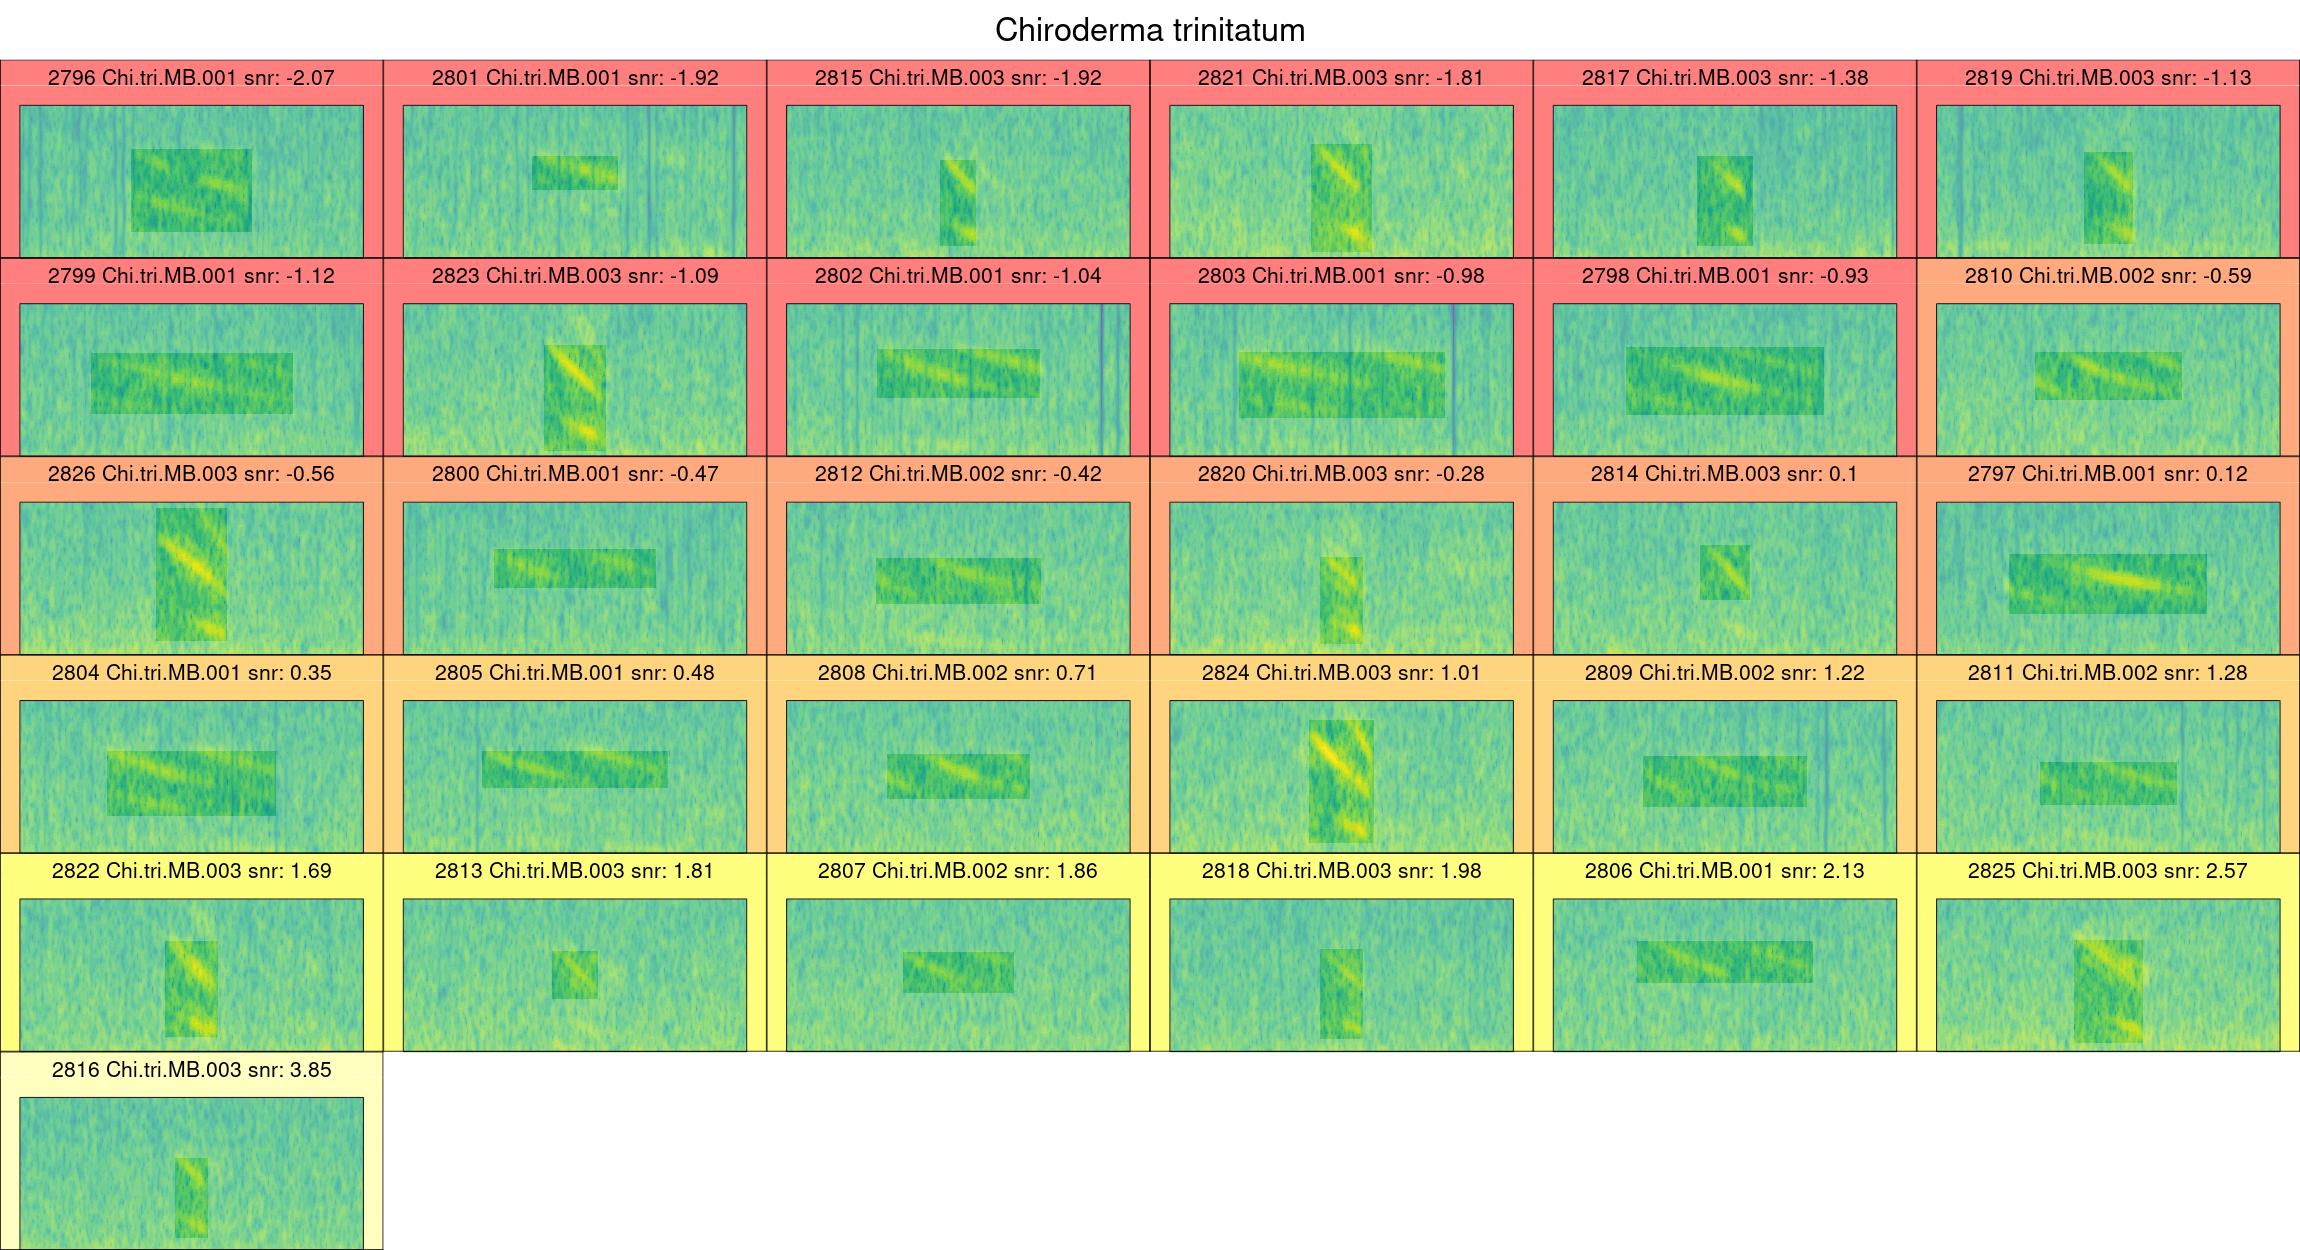 Chiroderma trinitatum
2796 Chi.tri.MB.001 snr: -2.07
2801 Chi.tri.MB.001 snr: -1.92
2815 Chi.tri.MB.003 snr: -1.92
2821 Chi.tri.MB.003 snr: -1.81
2817 Chi.tri.MB.003 snr: -1.38
2819 Chi.tri.MB.003 snr: -1.13
2799 Chi.tri.MB.001 snr: -1.12
2823 Chi.tri.MB.003 snr: -1.09
2802 Chi.tri.MB.001 snr: -1.04
2803 Chi.tri.MB.001 snr: -0.98
2798 Chi.tri.MB.001 snr: -0.93
2810 Chi.tri.MB.002 snr: -0.59
2826 Chi.tri.MB.003 snr: -0.56
2800 Chi.tri.MB.001 snr: -0.47
2812 Chi.tri.MB.002 snr: -0.42
2820 Chi.tri.MB.003 snr: -0.28
2814 Chi.tri.MB.003 snr: 0.1
2797 Chi.tri.MB.001 snr: 0.12
2804 Chi.tri.MB.001 snr: 0.35
2805 Chi.tri.MB.001 snr: 0.48
2808 Chi.tri.MB.002 snr: 0.71
2824 Chi.tri.MB.003 snr: 1.01
2809 Chi.tri.MB.002 snr: 1.22
2811 Chi.tri.MB.002 snr: 1.28
2822 Chi.tri.MB.003 snr: 1.69
2813 Chi.tri.MB.003 snr: 1.81
2807 Chi.tri.MB.002 snr: 1.86
2818 Chi.tri.MB.003 snr: 1.98
2806 Chi.tri.MB.001 snr: 2.13
2825 Chi.tri.MB.003 snr: 2.57
2816 Chi.tri.MB.003 snr: 3.85